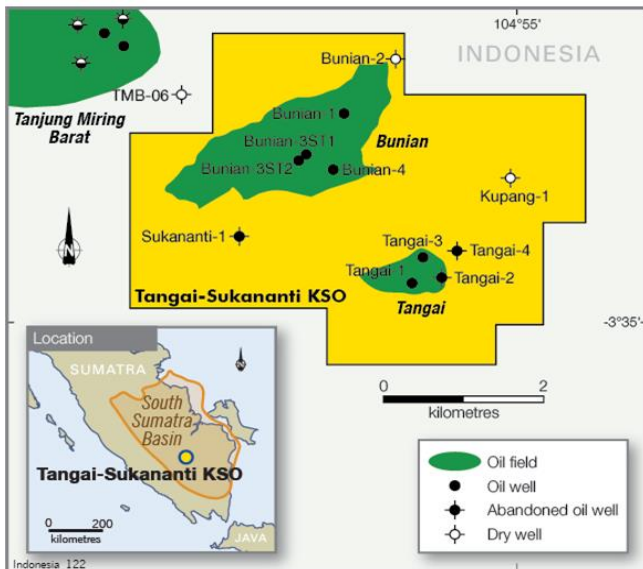 104°55'
INDONESIA
Bunian-2
TMB-06
Tanjung Miring
Barat
Bunian-1
Bunian-3ST1
Bunian
Bunian-3ST2
Bunian-4
Kupang-1
N
Sukananti-1
Tangai-3
Tangai-4
Tangai-1
Tangai-2
Tangai-Sukananti KSO
Tangai
-3°35'
0 2
kilometres
Location
N
SUMATRA
South
Sumatra
Basin
Tangai-Sukananti KSO
0 200
kilometres
JAVA
Oil field
Oil well
Abandoned oil well
Dry well
Indonesia 122